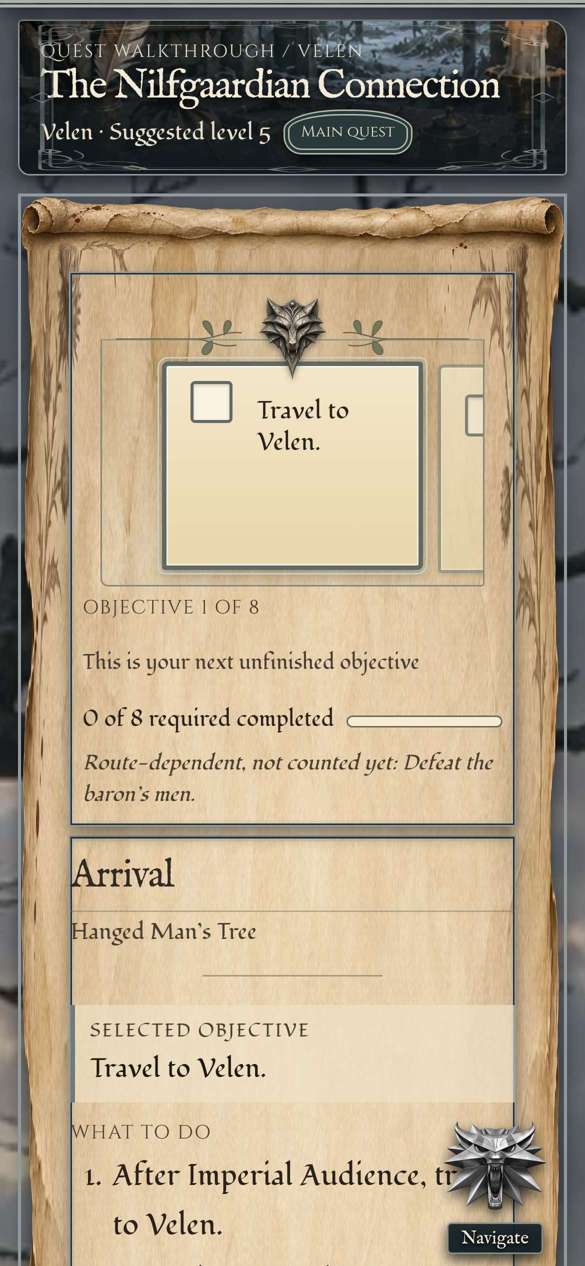 QUEST WALKTHROUGH / VELEN
The Nilfgaardian Connection
Velen · Suggested level 5 MAIN QUEST
Travel to
Velen.
OBJECTIVE 1 OF 8
This is your next unfinished objective
0 of 8 required completed
Route-dependent, not counted yet: Defeat the
baron's men.
Arrival
Hanged Man's Tree
SELECTED OBJECTIVE
Travel to Velen.
WHAT TO DO
1. After Imperial Audience,
to Velen.
Navigate